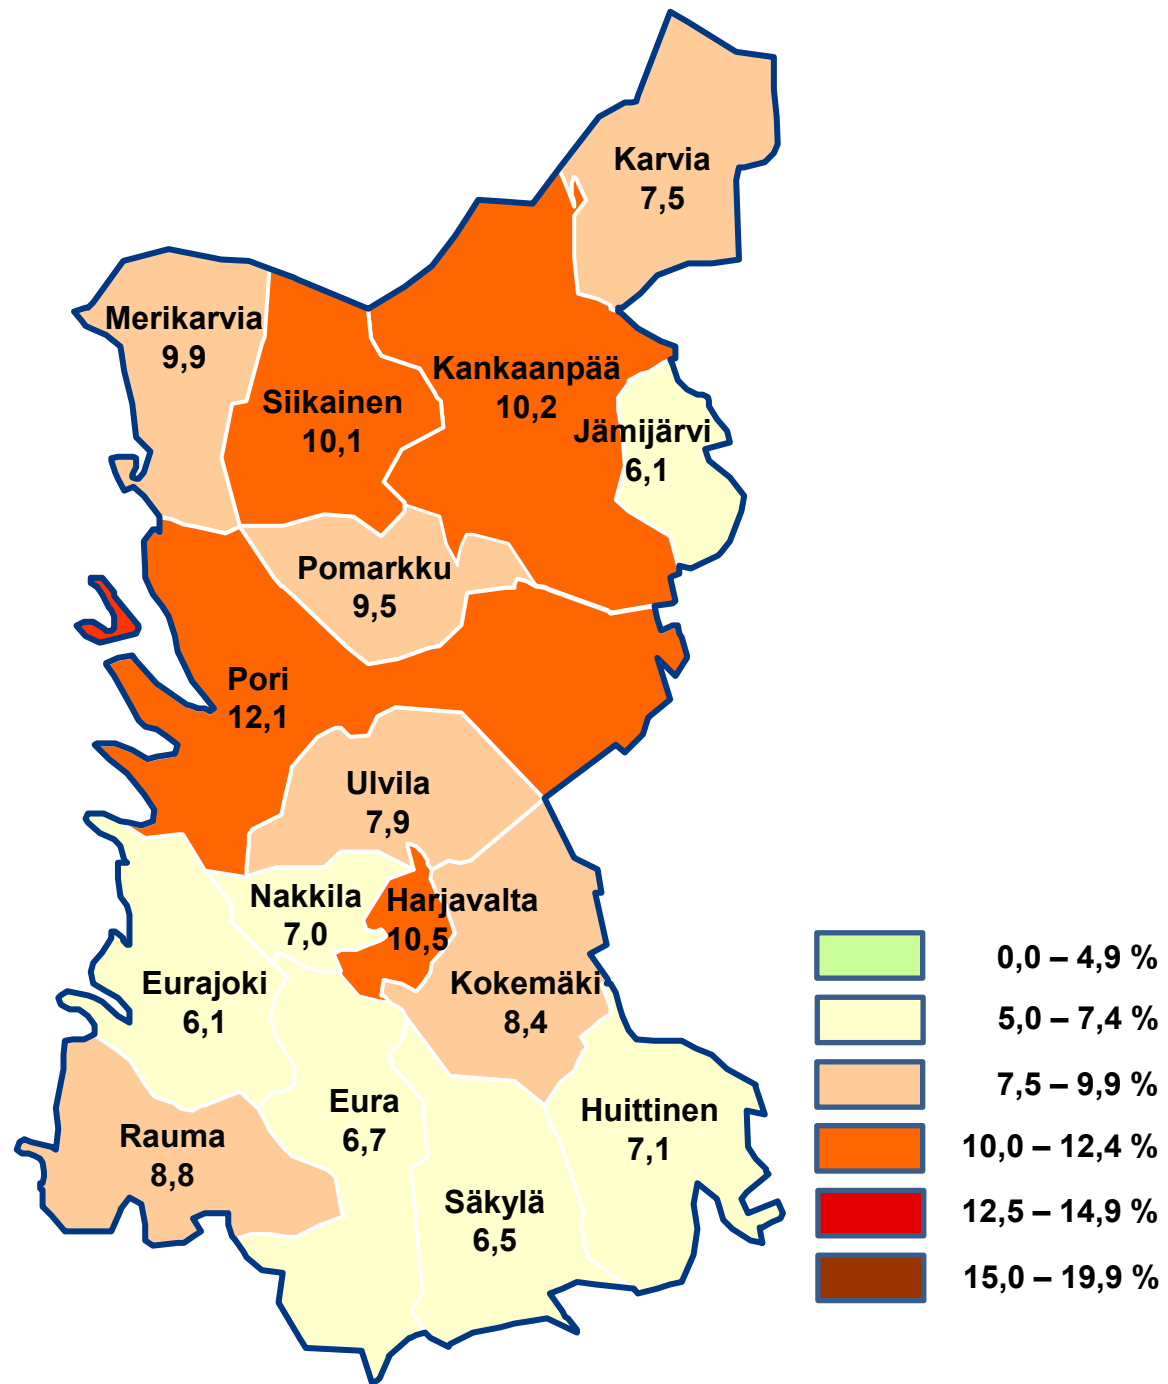 Karvia
7,5
Merikarvia
9,9
Siikainen
10,1
Kankaanpää
10,2
Jämijärvi
6,1
Pomarkku
9,5
Pori
12,1
Ulvila
7,9
Nakkila
7,0
Harjavalta
10,5
Eurajoki
6,1
Kokemäki
8,4
Rauma
8,8
Eura
6,7
Huittinen
7,1
Säkylä
6,5
0,0 – 4,9 %
5,0 – 7,4 %
7,5 – 9,9 %
10,0 – 12,4 %
12,5 – 14,9 %
15,0 – 19,9 %